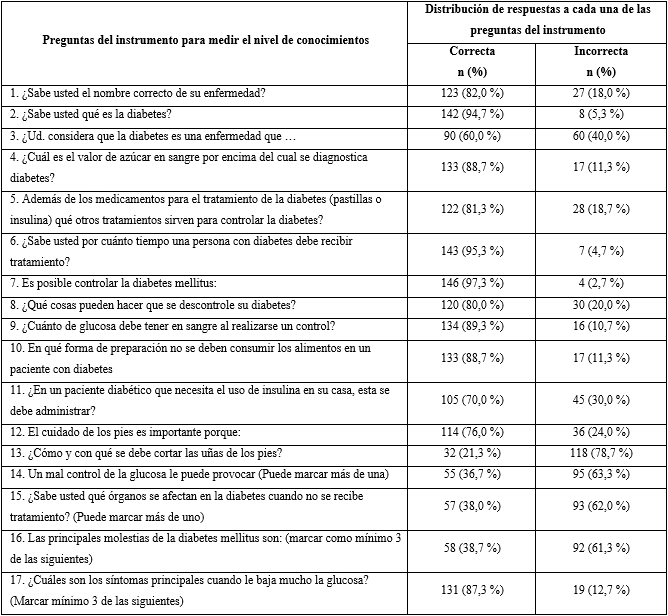 Preguntas del instrumento para medir el nivel de conocimientos
Distribución de respuestas a cada una de las
preguntas del instrumento
Correcta
n (%)
Incorrecta
n (%)
1. ¿Sabe usted el nombre correcto de su enfermedad? 123 (82,0 %) 27 (18,0 %)
2. ¿Sabe usted qué es la diabetes? 142 (94,7 %) 8 (5,3 %)
3. ¿Ud. considera que la diabetes es una enfermedad que … 90 (60,0 %) 60 (40,0 %)
4. ¿Cuál es el valor de azúcar en sangre por encima del cual se diagnostica
diabetes? 133 (88,7 %) 17 (11,3 %)
5. Además de los medicamentos para el tratamiento de la diabetes (pastillas o
insulina) qué otros tratamientos sirven para controlar la diabetes? 122 (81,3 %) 28 (18,7 %)
6. ¿Sabe usted por cuánto tiempo una persona con diabetes debe recibir
tratamiento? 143 (95,3 %) 7 (4,7 %)
7. Es posible controlar la diabetes mellitus: 146 (97,3 %) 4 (2,7 %)
8. ¿Qué cosas pueden hacer que se descontrole su diabetes? 120 (80,0 %) 30 (20,0 %)
9. ¿Cuánto de glucosa debe tener en sangre al realizarse un control? 134 (89,3 %) 16 (10,7 %)
10. En qué forma de preparación no se deben consumir los alimentos en un
paciente con diabetes 133 (88,7 %) 17 (11,3 %)
11. ¿En un paciente diabético que necesita el uso de insulina en su casa, esta se
debe administrar? 105 (70,0 %) 45 (30,0 %)
12. El cuidado de los pies es importante porque: 114 (76,0 %) 36 (24,0 %)
13. ¿Cómo y con qué se debe cortar las uñas de los pies? 32 (21,3 %) 118 (78,7 %)
14. Un mal control de la glucosa le puede provocar (Puede marcar más de una) 55 (36,7 %) 95 (63,3 %)
15. ¿Sabe usted qué órganos se afectan en la diabetes cuando no se recibe
tratamiento? (Puede marcar más de uno) 57 (38,0 %) 93 (62,0 %)
16. Las principales molestias de la diabetes mellitus son: (marcar como mínimo 3
de las siguientes) 58 (38,7 %) 92 (61,3 %)
17. ¿Cuáles son los síntomas principales cuando le baja mucho la glucosa?
(Marcar mínimo 3 de las siguientes) 131 (87,3 %) 19 (12,7 %)